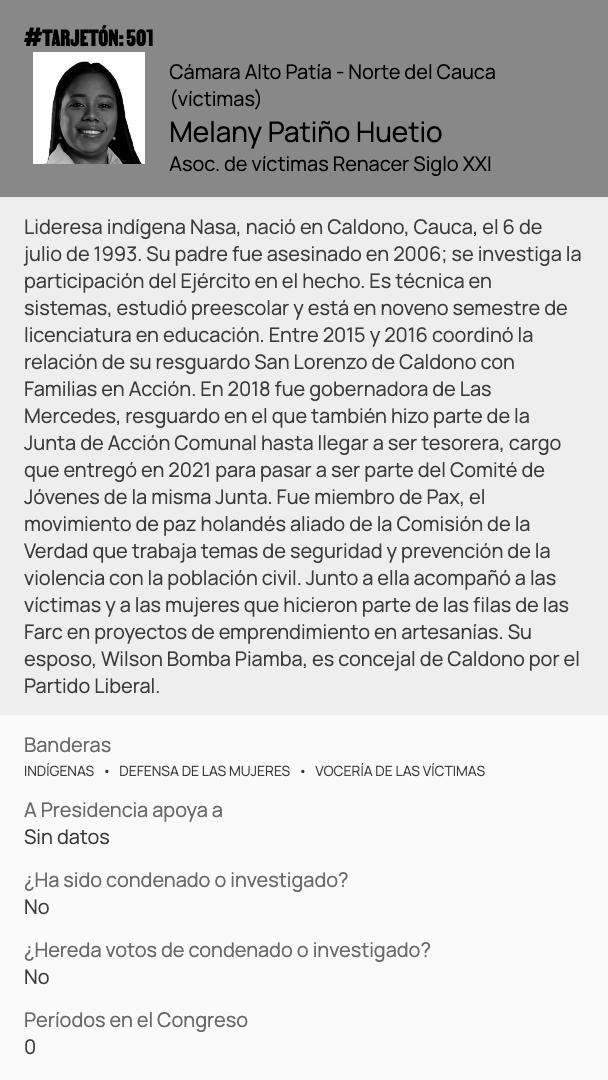 #TARJETÓN: 501
Cámara Alto Patía - Norte del Cauca
(víctimas)
Melany Patiño Huetio
Asoc. de víctimas Renacer Siglo XXI
Lideresa indígena Nasa, nació en Caldono, Cauca, el 6 de
julio de 1993. Su padre fue asesinado en 2006; se investiga la
participación del Ejército en el hecho. Es técnica en
sistemas, estudió preescolar y está en noveno semestre de
licenciatura en educación. Entre 2015 y 2016 coordinó la
relación de su resguardo San Lorenzo de Caldono con
Familias en Acción. En 2018 fue gobernadora de Las
Mercedes, resguardo en el que también hizo parte de la
Junta de Acción Comunal hasta llegar a ser tesorera, cargo
que entregó en 2021 para pasar a ser parte del Comité de
Jóvenes de la misma Junta. Fue miembro de Pax, el
movimiento de paz holandés aliado de la Comisión de la
Verdad que trabaja temas de seguridad y prevención de la
violencia con la población civil. Junto a ella acompañó a las
víctimas y a las mujeres que hicieron parte de las filas de las
Farc en proyectos de emprendimiento en artesanías. Su
esposo, Wilson Bomba Piamba, es concejal de Caldono por el
Partido Liberal.
Banderas
INDÍGENAS • DEFENSA DE LAS MUJERES • VOCERÍA DE LAS VÍCTIMAS
A Presidencia apoya a
Sin datos
¿Ha sido condenado o investigado?
No
¿Hereda votos de condenado o investigado?
No
Períodos en el Congreso
0